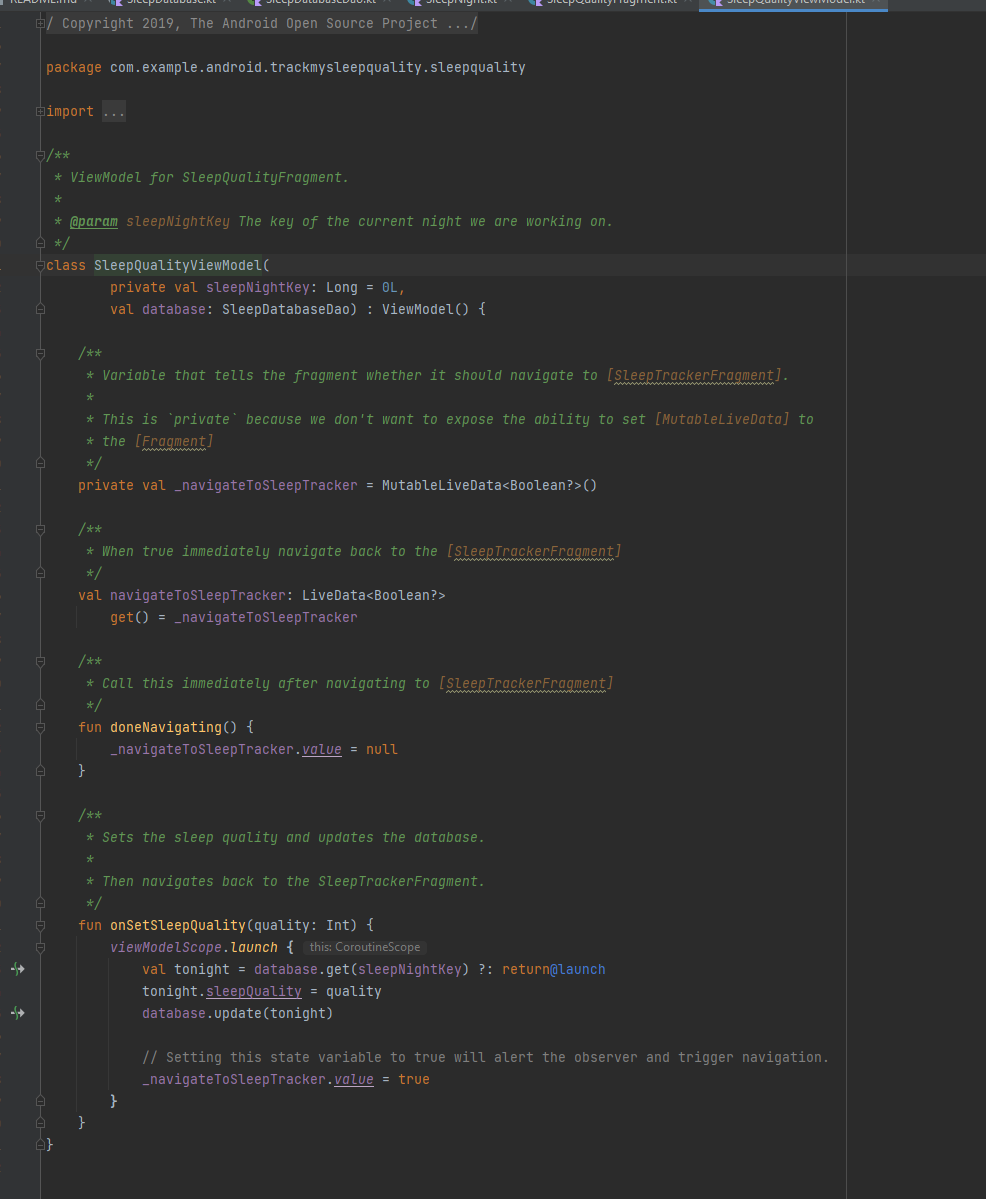 README.md SleepDatabase.kt SleepDatabaseDao.kt SleepNight.kt SleepQualityFragment.kt SleepQualityViewModel.kt
/ Copyright 2019, The Android Open Source Project .../
package com.example.android.trackmysleepquality.sleepquality
import ...
/**
* ViewModel for SleepQualityFragment.
*
* @param sleepNightKey The key of the current night we are working on.
*/
class SleepQualityViewModel(
private val sleepNightKey: Long = 0L,
val database: SleepDatabaseDao) : ViewModel() {
/**
* Variable that tells the fragment whether it should navigate to [SleepTrackerFragment].
*
* This is `private` because we don't want to expose the ability to set [MutableLiveData] to
* the [Fragment]
*/
private val _navigateToSleepTracker = MutableLiveData<Boolean?>()
/**
* When true immediately navigate back to the [SleepTrackerFragment]
*/
val navigateToSleepTracker: LiveData<Boolean?>
get() = _navigateToSleepTracker
/**
* Call this immediately after navigating to [SleepTrackerFragment]
*/
fun doneNavigating() {
_navigateToSleepTracker.value = null
}
/**
* Sets the sleep quality and updates the database.
*
* Then navigates back to the SleepTrackerFragment.
*/
fun onSetSleepQuality(quality: Int) {
viewModelScope.launch { this: CoroutineScope
val tonight = database.get(sleepNightKey) ?: return@launch
tonight.sleepQuality = quality
database.update(tonight)
// Setting this state variable to true will alert the observer and trigger navigation.
_navigateToSleepTracker.value = true
}
}
}